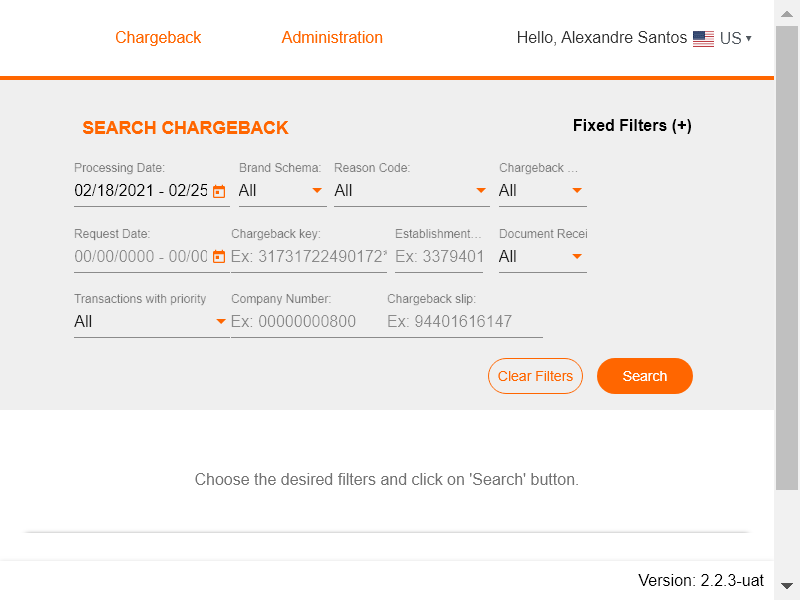 Chargeback Administration Hello, Alexandre Santos US
SEARCH CHARGEBACK Fixed Filters (+)
Processing Date: Brand Schema: Reason Code: Chargeback ...
02/18/2021 - 02/25 All All All
Request Date: Chargeback key: Establishment... Document Recei
00/00/0000 - 00/00 Ex: 31731722490172* Ex: 3379401 All
Transactions with priority Company Number: Chargeback slip:
All Ex: 00000000800 Ex: 94401616147
Clear Filters Search
Choose the desired filters and click on 'Search' button.
Version: 2.2.3-uat